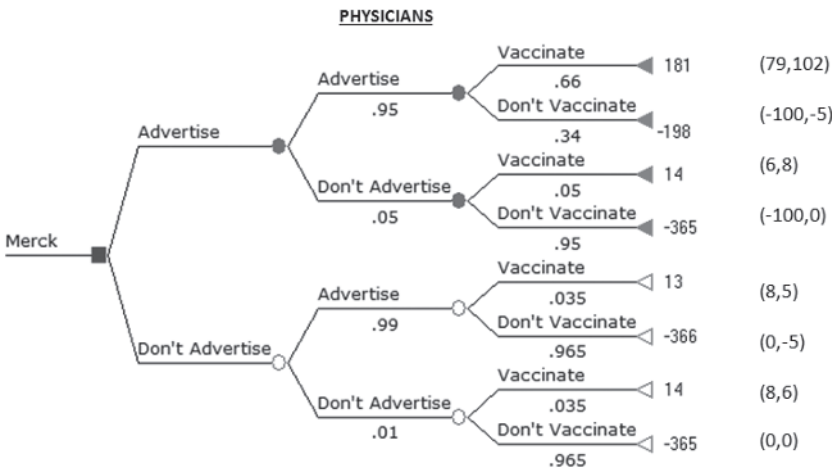 PHYSICIANS
Vaccinate
181
(79,102)
Advertise
.66
.95
Don't Vaccinate
(-100,-5)
Advertise
.34
-198
Vaccinate
14
(6,8)
Don't Advertise
.05
.05
Don't Vaccinate
-365
(-100,0)
Merck
.95
Vaccinate
13
(8,5)
Advertise
.035
.99
Don't Vaccinate
-366
(0,-5)
Don't Advertise
.965
Vaccinate
14
(8,6)
Don't Advertise
.035
.01
Don't Vaccinate
-365
(0,0)
.965